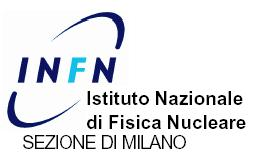 INFN
Istituto Nazionale
di Fisica Nucleare
SEZIONE DI MILANO